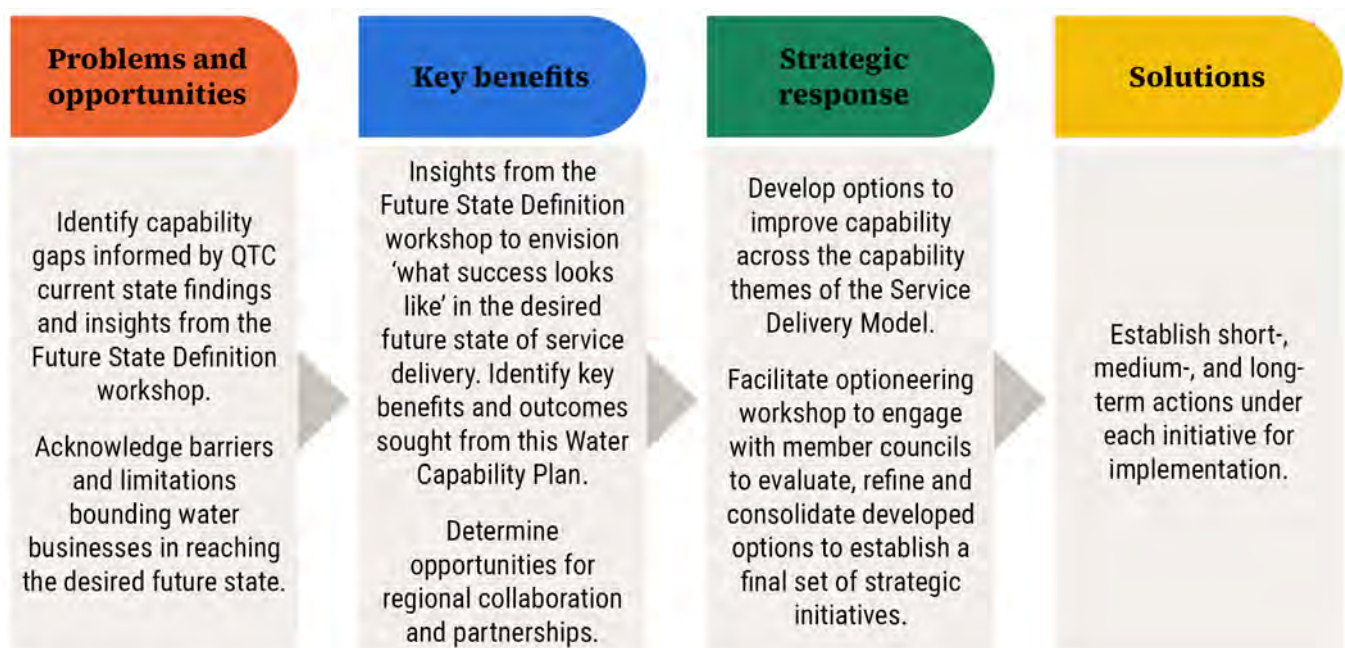 Problems and
opportunities
Identify capability
gaps informed by QTC
current state findings
and insights from the
Future State Definition
workshop.
Acknowledge barriers
and limitations
bounding water
businesses in reaching
the desired future state.
Key benefits
Insights from the
Future State Definition
workshop to envision
‘what success looks
like’ in the desired
future state of service
delivery. Identify key
benefits and outcomes
sought from this Water
Capability Plan.
Determine
opportunities for
regional collaboration
and partnerships.
Strategic
response
Develop options to
improve capability
across the capability
themes of the Service
Delivery Model.
Facilitate optioneering
workshop to engage
with member councils
to evaluate, refine and
consolidate developed
options to establish a
final set of strategic
initiatives.
Solutions
Establish short-,
medium-, and long-
term actions under
each initiative for
implementation.